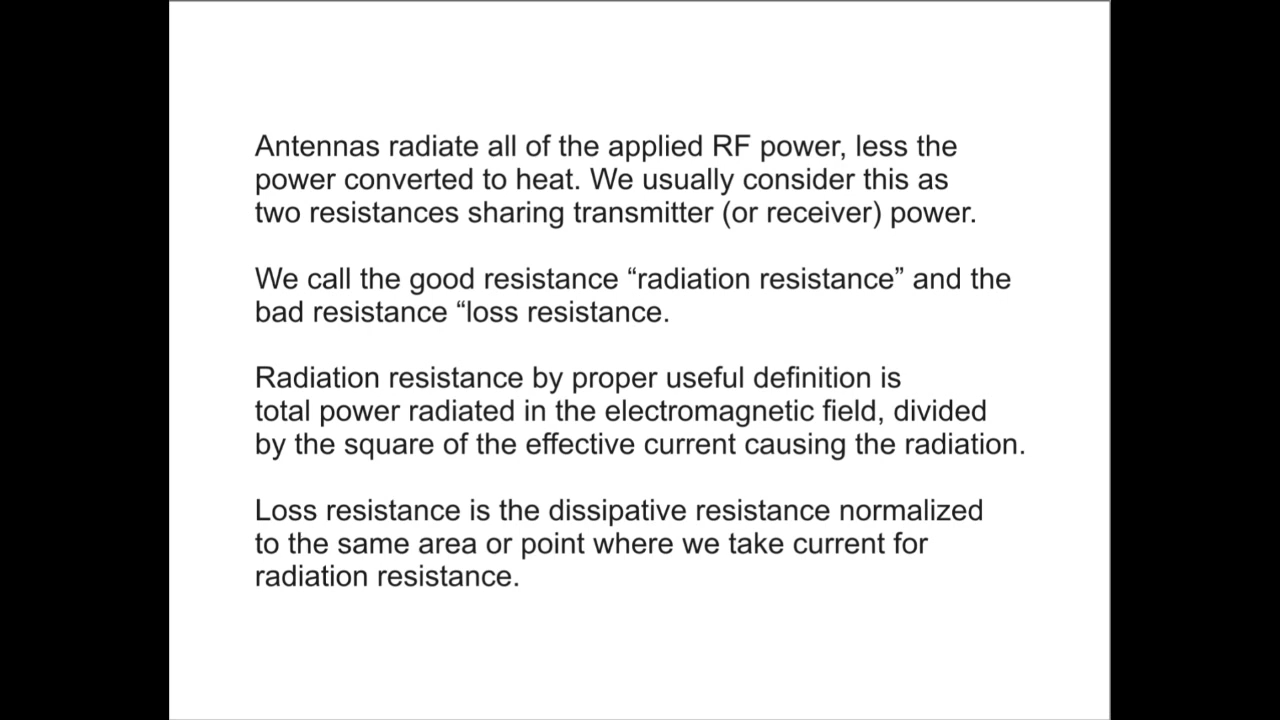 Antennas radiate all of the applied RF power, less the
power converted to heat. We usually consider this as
two resistances sharing transmitter (or receiver) power.
We call the good resistance “radiation resistance” and the
bad resistance “loss resistance.
Radiation resistance by proper useful definition is
total power radiated in the electromagnetic field, divided
by the square of the effective current causing the radiation.
Loss resistance is the dissipative resistance normalized
to the same area or point where we take current for
radiation resistance.